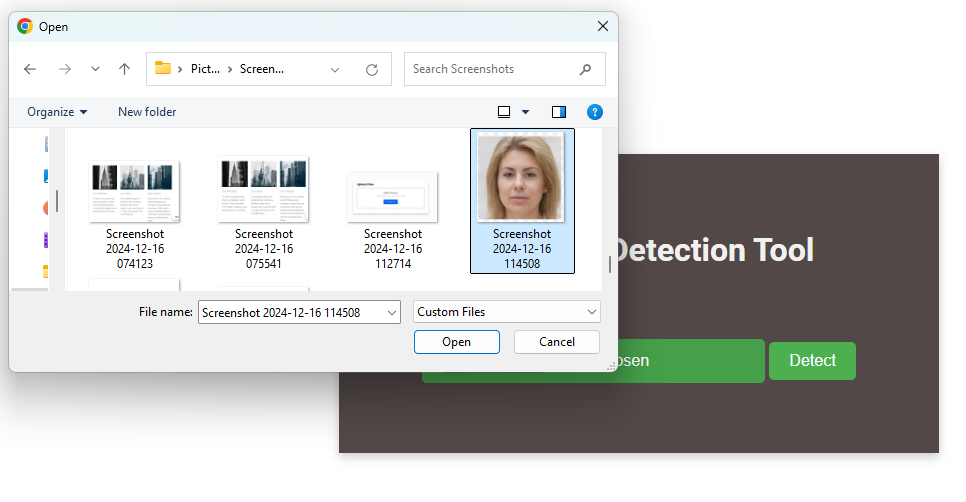 Open
Pict...
Screen...
Search Screenshots
Organize
New folder
Screenshot
2024-12-16
074123
Screenshot
2024-12-16
075541
Screenshot
2024-12-16
112714
Screenshot
2024-12-16
114508
Detection Tool
File name:
Screenshot 2024-12-16 114508
Custom Files
Open
Cancel
osen
Detect